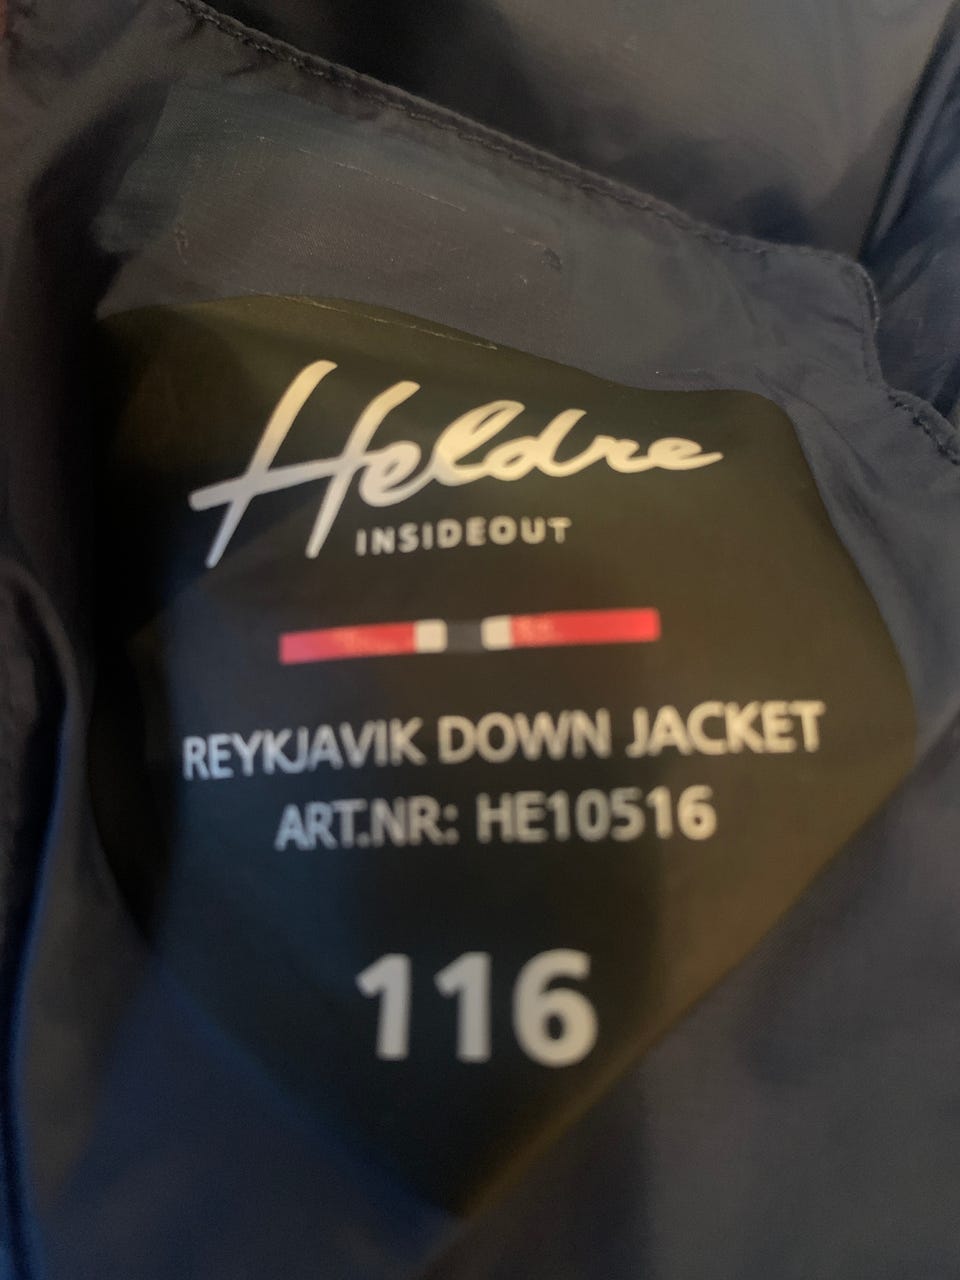 Heldre
INSIDEOUT
REYKJAVIK DOWN JACKET
ART.NR: HE10516
116